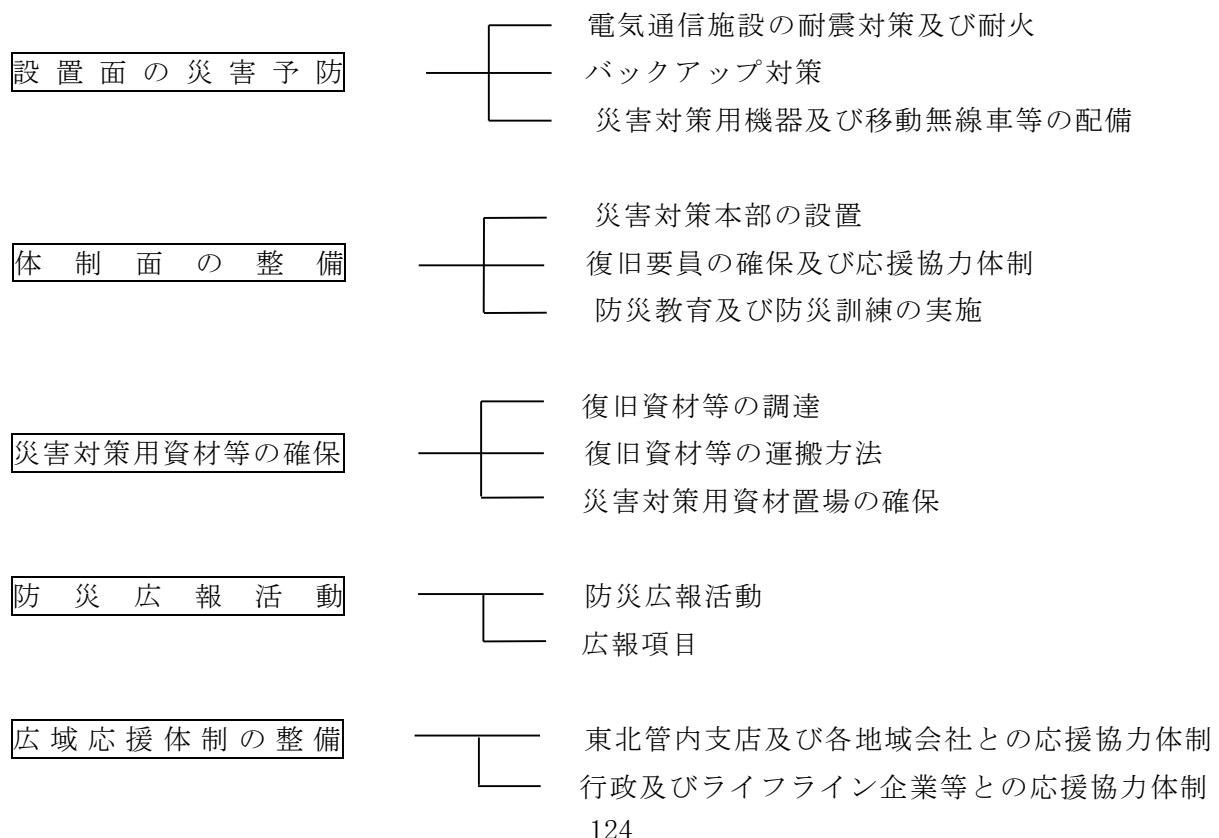 電気通信施設の耐震対策及び耐火
設置面の災害予防
バックアップ対策
災害対策用機器及び移動無線車等の配備
災害対策本部の設置
体制面の整備
復旧要員の確保及び応援協力体制
防災教育及び防災訓練の実施
復旧資材等の調達
災害対策用資材等の確保
復旧資材等の運搬方法
災害対策用資材置場の確保
防災広報活動
防災広報活動
広報項目
広域応援体制の整備
東北管内支店及び各地域会社との応援協力体制
行政及びライフライン企業等との応援協力体制
124